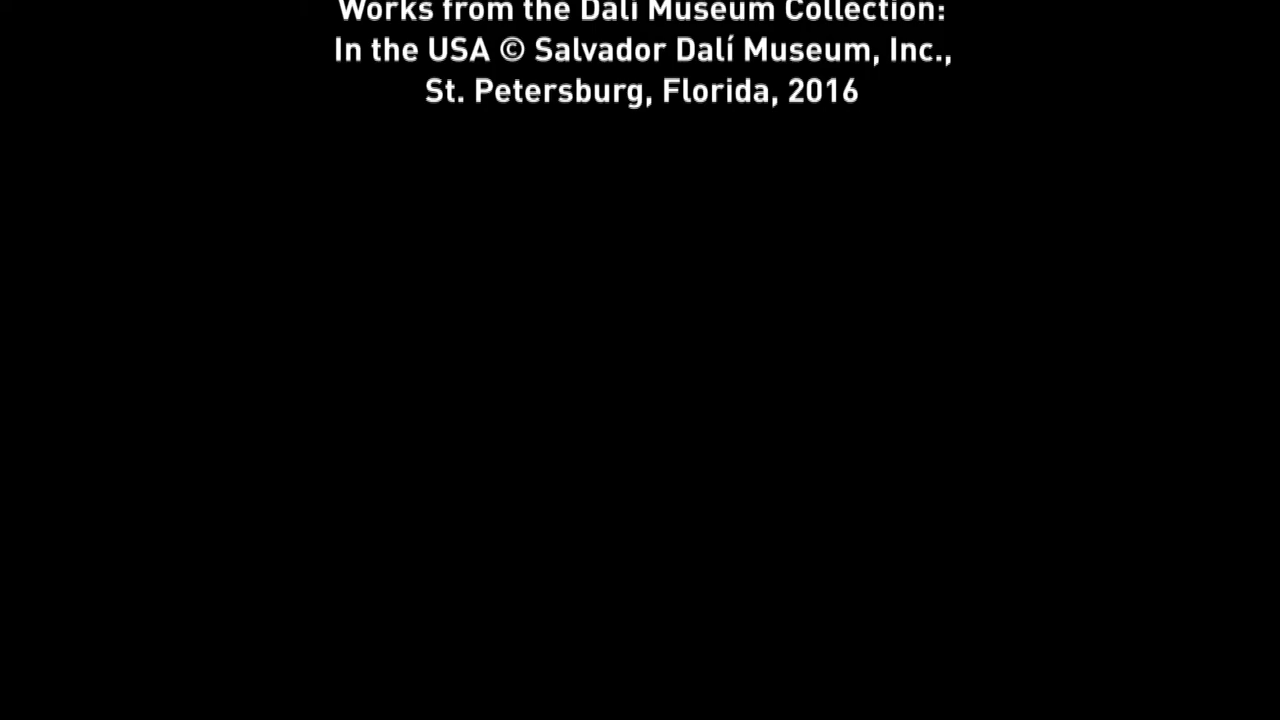 Works from the Dalí Museum Collection:
In the USA © Salvador Dalí Museum, Inc.,
St. Petersburg, Florida, 2016